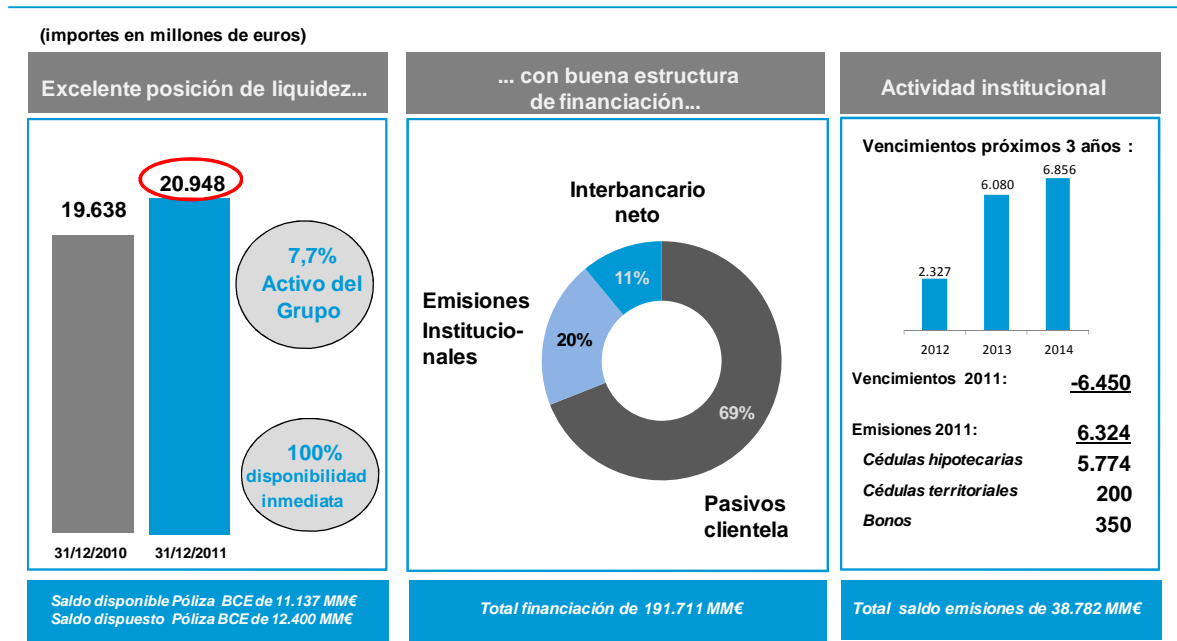 (importes en millones de euros)
Excelente posición de liquidez...
20.948
19.638
7,7%
Activo del
Grupo
100%
disponibilidad
inmediata
31/12/2010
31/12/2011
Saldo disponible Póliza BCE de 11.137 MM€
Saldo dispuesto Póliza BCE de 12.400 MM€
... con buena estructura
de financiación...
Interbancario
neto
11%
Emisiones
Institucio-
nales
20%
69%
Pasivos
clientela
Total financiación de 191.711 MM€
Actividad institucional
Vencimientos próximos 3 años :
6.856
6.080
2.327
2012
2013
2014
Vencimientos 2011: -6.450
Emisiones 2011: 6.324
Cédulas hipotecarias 5.774
Cédulas territoriales 200
Bonos 350
Total saldo emisiones de 38.782 MM€